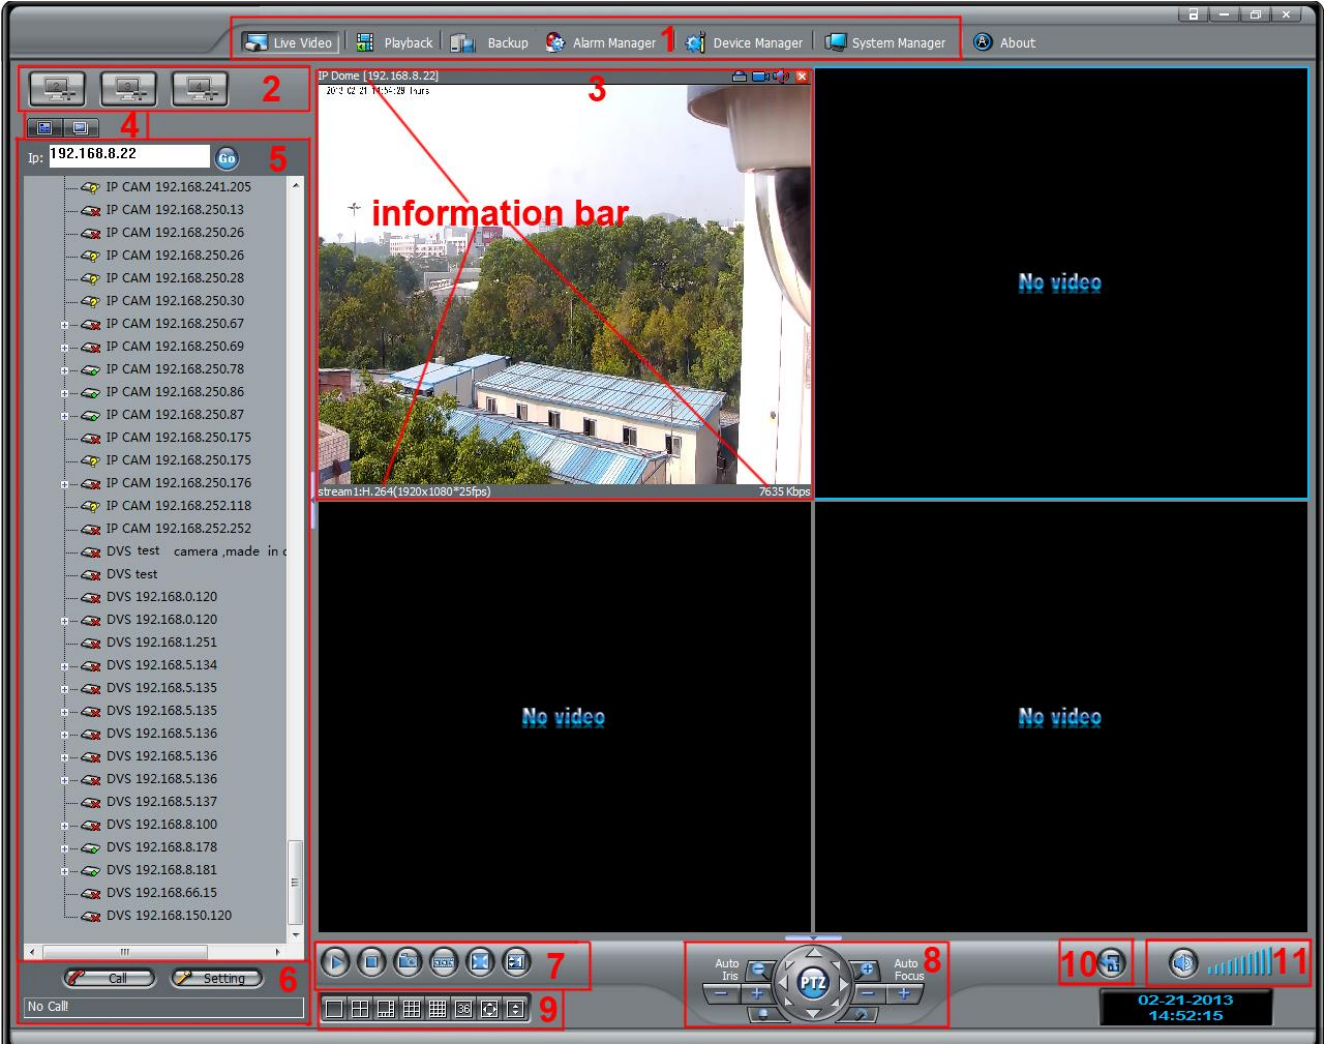 Live Video Playback Backup Alarm Manager 1 Device Manager System Manager About
2 3 4 2
IP Dome [192.168.8.22]
3
4
Ip: 192.168.8.22 Go 5
IP CAM 192.168.241.205
IP CAM 192.168.250.13
IP CAM 192.168.250.26
IP CAM 192.168.250.26
IP CAM 192.168.250.28
IP CAM 192.168.250.30
IP CAM 192.168.250.67
IP CAM 192.168.250.69
IP CAM 192.168.250.78
IP CAM 192.168.250.86
IP CAM 192.168.250.87
IP CAM 192.168.250.175
IP CAM 192.168.250.175
IP CAM 192.168.250.176
IP CAM 192.168.252.118
IP CAM 192.168.252.252
DVS test camera ,made in c
DVS test
DVS 192.168.0.120
DVS 192.168.0.120
DVS 192.168.1.251
DVS 192.168.5.134
DVS 192.168.5.135
DVS 192.168.5.135
DVS 192.168.5.136
DVS 192.168.5.136
DVS 192.168.5.136
DVS 192.168.5.137
DVS 192.168.8.100
DVS 192.168.8.178
DVS 192.168.8.181
DVS 192.168.66.15
DVS 192.168.150.120
information bar
stream1:H.264(1920x1080*25fps) 7635 Kbps
No video
No video
No video
Call Setting 6
No Call!
7
36 9
Auto Iris
PTZ
Auto Focus
8
10
11
02-21-2013
14:52:15